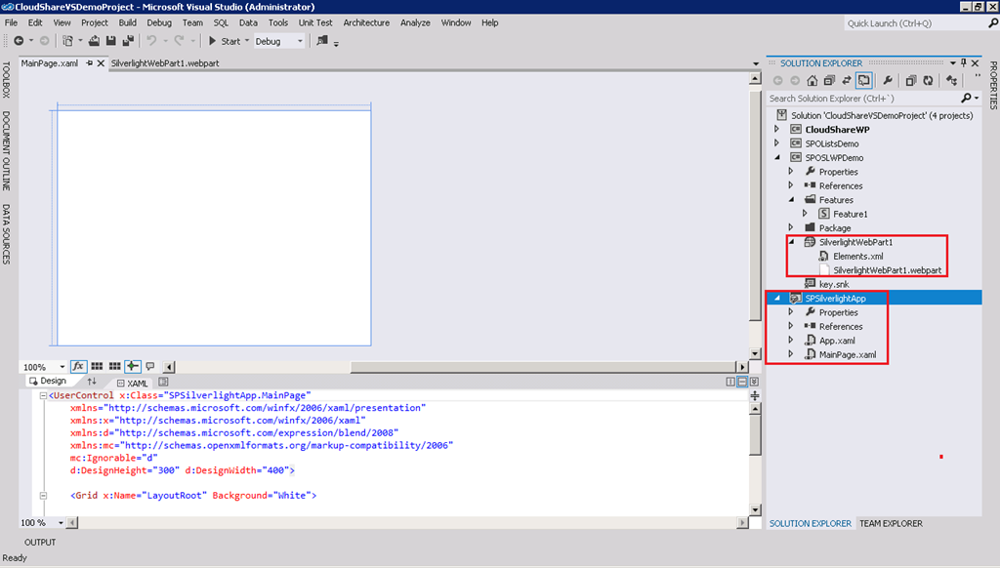 CloudShareVSDemoProject - Microsoft Visual Studio (Administrator)
File Edit View Project Build Debug Team SQL Data Tools Unit Test Architecture Analyze Window Help
Quick Launch (Ctrl+Q)
Start Debug
MainPage.xaml SilverlightWebPart1.webpart
TOOLBOX
DOCUMENT OUTLINE
DATA SOURCES
100%
fx
Design XAML
<UserControl x:Class="SPSilverlightApp.MainPage"
xmlns="http://schemas.microsoft.com/winfx/2006/xaml/presentation"
xmlns:x="http://schemas.microsoft.com/winfx/2006/xaml"
xmlns:d="http://schemas.microsoft.com/expression/blend/2008"
xmlns:mc="http://schemas.openxmlformats.org/markup-compatibility/2006"
mc:Ignorable="d"
d:DesignHeight="300" d:DesignWidth="400">
<Grid x:Name="LayoutRoot" Background="White">
100 %
SOLUTION EXPLORER
Search Solution Explorer (Ctrl+`)
Solution 'CloudShareVSDemoProject' (4 projects)
CloudShareWP
SPOListsDemo
SPOSLWPDemo
Properties
References
Features
Feature1
Package
SilverlightWebPart1
Elements.xml
SilverlightWebPart1.webpart
key.snk
SPSilverlightApp
Properties
References
App.xaml
MainPage.xaml
SOLUTION EXPLORER TEAM EXPLORER
PROPERTIES
OUTPUT
Ready